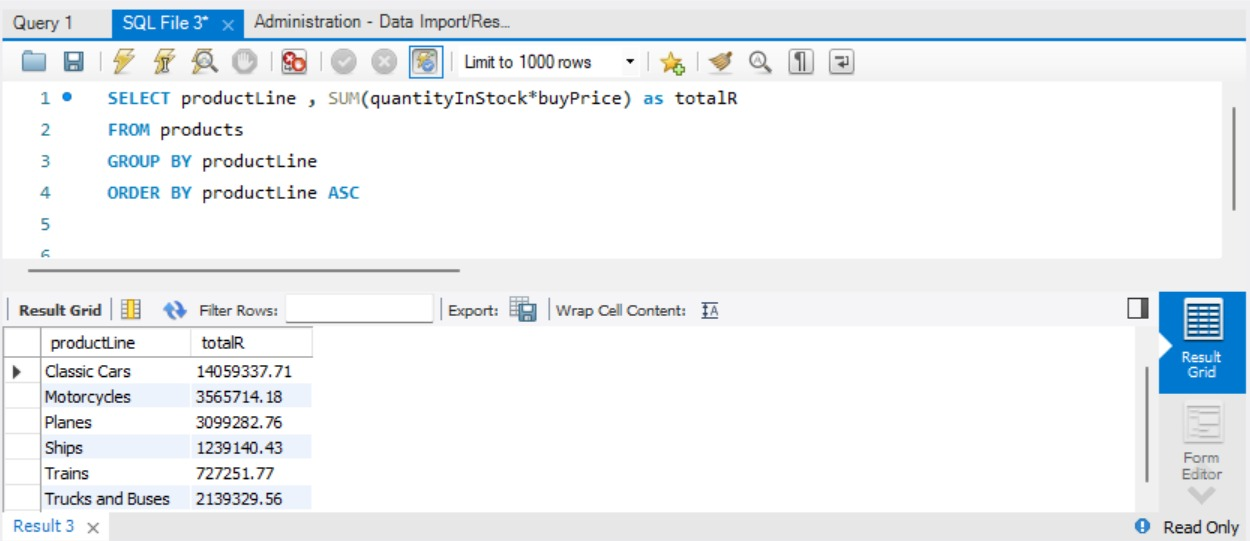 Query 1 SQL File 3* Administration - Data Import/Res...
Limit to 1000 rows
1 SELECT productLine , SUM(quantityInStock*buyPrice) as totalR
2 FROM products
3 GROUP BY productLine
4 ORDER BY productLine ASC
5
6
Result Grid Filter Rows: Export: Wrap Cell Content: IA
productLine totalR
Classic Cars 14059337.71
Motorcycles 3565714.18
Planes 3099282.76
Ships 1239140.43
Trains 727251.77
Trucks and Buses 2139329.56
Result
Grid
Form
Editor
Result 3 Read Only